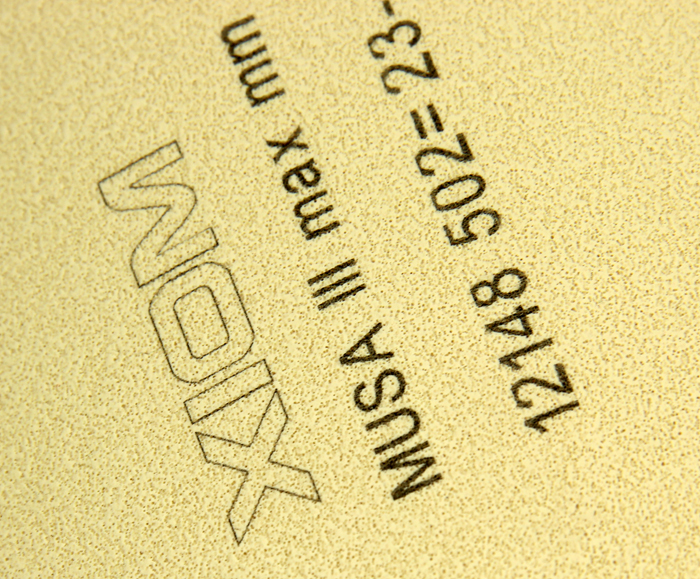 XIOM
MUSA III max mm
12148 502= 23-